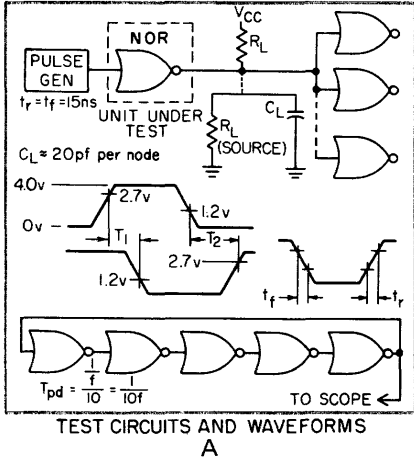 NOR
PULSE
GEN
tr = tf = 15ns
UNIT UNDER
TEST
VCC
RL
RL
(SOURCE)
CL
CL ≈ 20pf per node
4.0v
2.7v
0v
T1
1.2v
T2
1.2v
2.7v
tf
tr
Tpd = 1/f/10 = 1/10f
TO SCOPE
TEST CIRCUITS AND WAVEFORMS
A